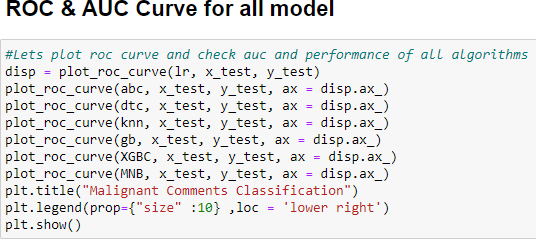 ROC & AUC Curve for all model
#Lets plot roc curve and check auc and performance of all algorithms
disp = plot_roc_curve(lr, x_test, y_test)
plot_roc_curve(abc, x_test, y_test, ax = disp.ax_)
plot_roc_curve(dtc, x_test, y_test, ax = disp.ax_)
plot_roc_curve(knn, x_test, y_test, ax = disp.ax_)
plot_roc_curve(gb, x_test, y_test, ax = disp.ax_)
plot_roc_curve(XGBC, x_test, y_test, ax = disp.ax_)
plot_roc_curve(MNB, x_test, y_test, ax = disp.ax_)
plt.title("Malignant Comments Classification")
plt.legend(prop={"size" :10} ,loc = 'lower right')
plt.show()